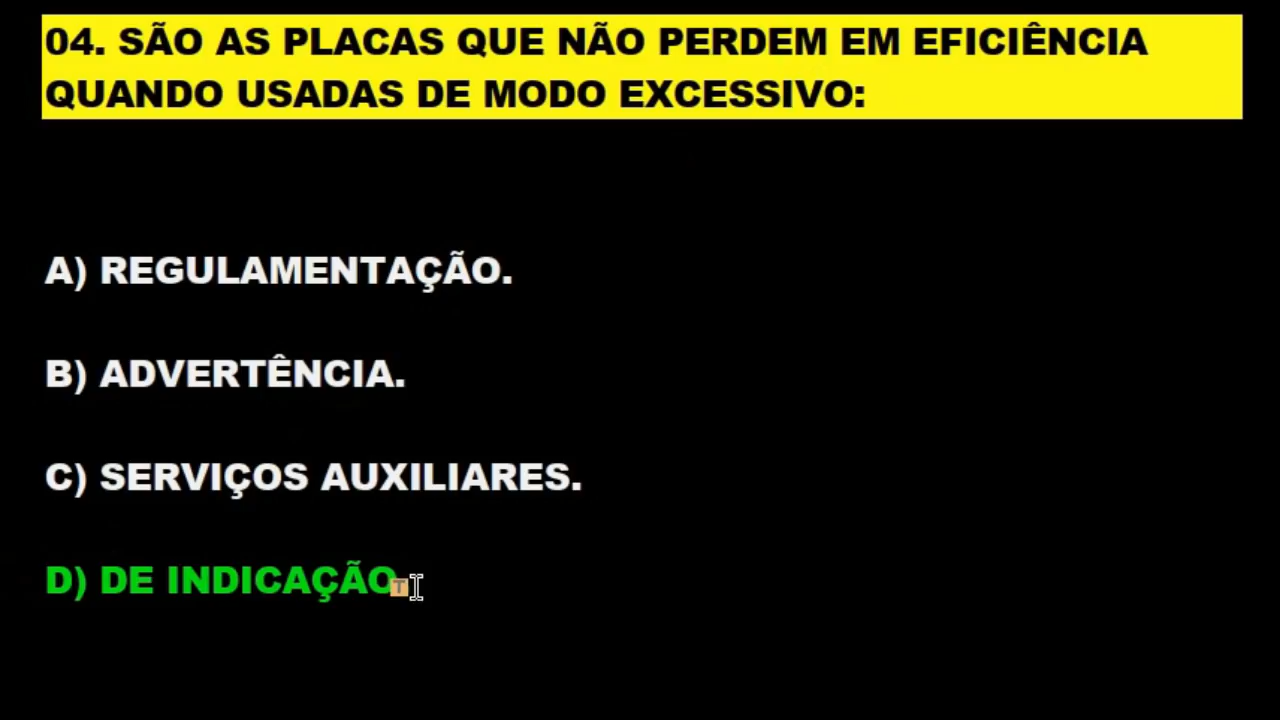 04. SÃO AS PLACAS QUE NÃO PERDEM EM EFICIÊNCIA
QUANDO USADAS DE MODO EXCESSIVO:
A) REGULAMENTAÇÃO.
B) ADVERTÊNCIA.
C) SERVIÇOS AUXILIARES.
D) DE INDICAÇÃO
T